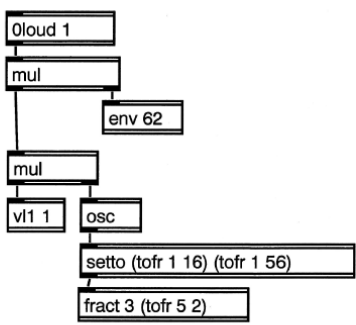 0loud 1
mul
env 62
mul
vl1 1
osc
setto (tofr 1 16) (tofr 1 56)
fract 3 (tofr 5 2)